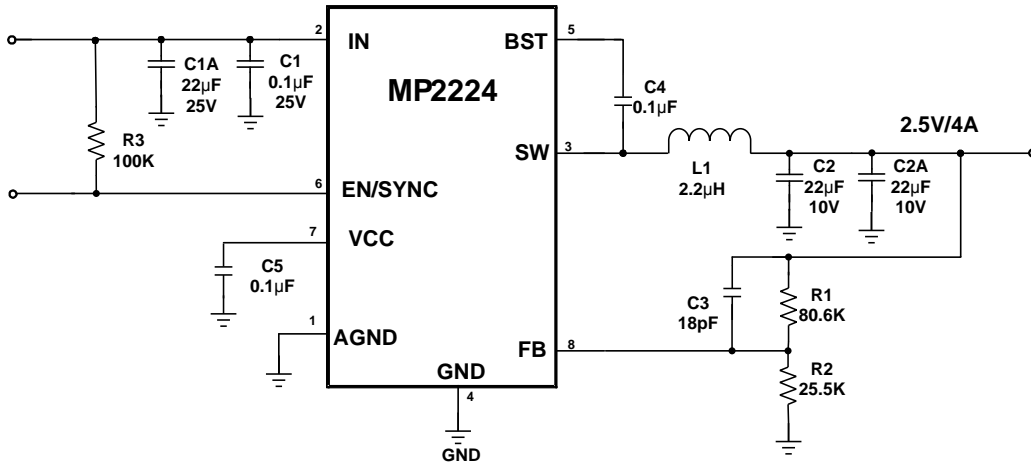 2
IN
BST
5
C1A
22μF
25V
C1
0.1μF
25V
MP2224
C4
0.1μF
2.5V/4A
R3
100K
SW
3
L1
2.2μH
C2
22μF
10V
C2A
22μF
10V
6
EN/SYNC
7
VCC
C5
0.1μF
C3
18pF
R1
80.6K
1
AGND
FB
8
GND
4
R2
25.5K
GND